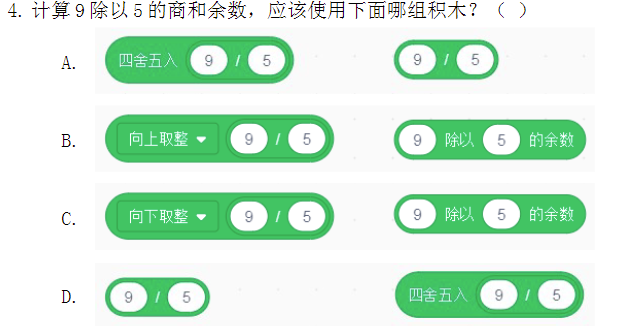 4. 计算9除以5的商和余数，应该使用下面哪组积木？（ ）
A. 四舍五入 9 / 5 9 / 5
B. 向上取整 9 / 5 9 除以 5 的余数
C. 向下取整 9 / 5 9 除以 5 的余数
D. 9 / 5 四舍五入 9 / 5